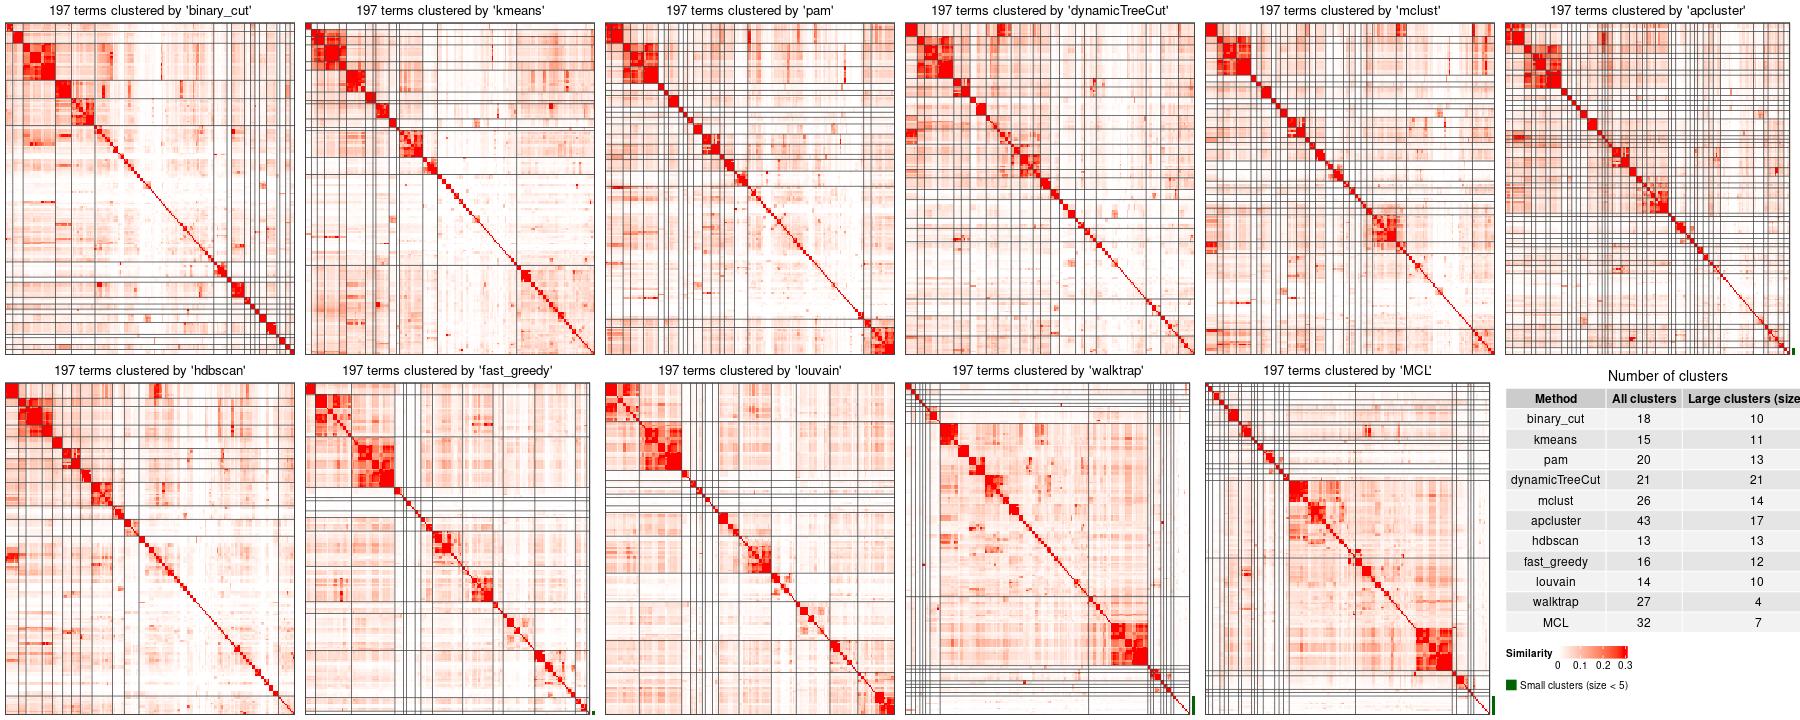 197 terms clustered by 'binary_cut'
197 terms clustered by 'kmeans'
197 terms clustered by 'pam'
197 terms clustered by 'dynamicTreeCut'
197 terms clustered by 'mclust'
197 terms clustered by 'apcluster'
197 terms clustered by 'hdbscan'
197 terms clustered by 'fast_greedy'
197 terms clustered by 'louvain'
197 terms clustered by 'walktrap'
197 terms clustered by 'MCL'
Number of clusters
Method All clusters Large clusters (size
binary_cut 18 10
kmeans 15 11
pam 20 13
dynamicTreeCut 21 21
mclust 26 14
apcluster 43 17
hdbscan 13 13
fast_greedy 16 12
louvain 14 10
walktrap 27 4
MCL 32 7
Similarity
0 0.1 0.2 0.3
Small clusters (size < 5)